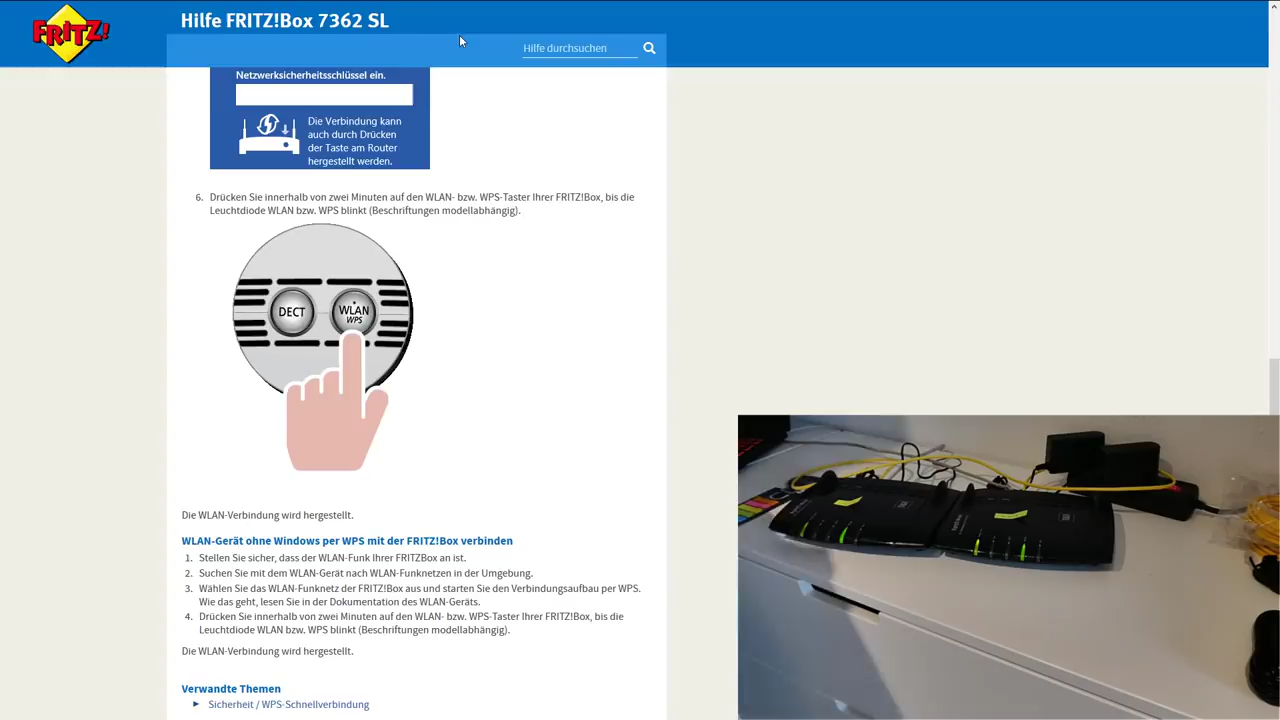 FRITZ!
Hilfe FRITZ!Box 7362 SL
Hilfe durchsuchen
Netzwerksicherheitsschlüssel ein.
Die Verbindung kann
auch durch Drücken
der Taste am Router
hergestellt werden.
6. Drücken Sie innerhalb von zwei Minuten auf den WLAN- bzw. WPS-Taster Ihrer FRITZ!Box, bis die
Leuchtdiode WLAN bzw. WPS blinkt (Beschriftungen modellabhängig).
DECT
WLAN
WPS
Die WLAN-Verbindung wird hergestellt.
WLAN-Gerät ohne Windows per WPS mit der FRITZ!Box verbinden
1. Stellen Sie sicher, dass der WLAN-Funk Ihrer FRITZBox an ist.
2. Suchen Sie mit dem WLAN-Gerät nach WLAN-Funknetzen in der Umgebung.
3. Wählen Sie das WLAN-Funknetz der FRITZ!Box aus und starten Sie den Verbindungsaufbau per WPS.
Wie das geht, lesen Sie in der Dokumentation des WLAN-Geräts.
4. Drücken Sie innerhalb von zwei Minuten auf den WLAN- bzw. WPS-Taster Ihrer FRITZ!Box, bis die
Leuchtdiode WLAN bzw. WPS blinkt (Beschriftungen modellabhängig).
Die WLAN-Verbindung wird hergestellt.
Verwandte Themen
Sicherheit / WPS-Schnellverbindung